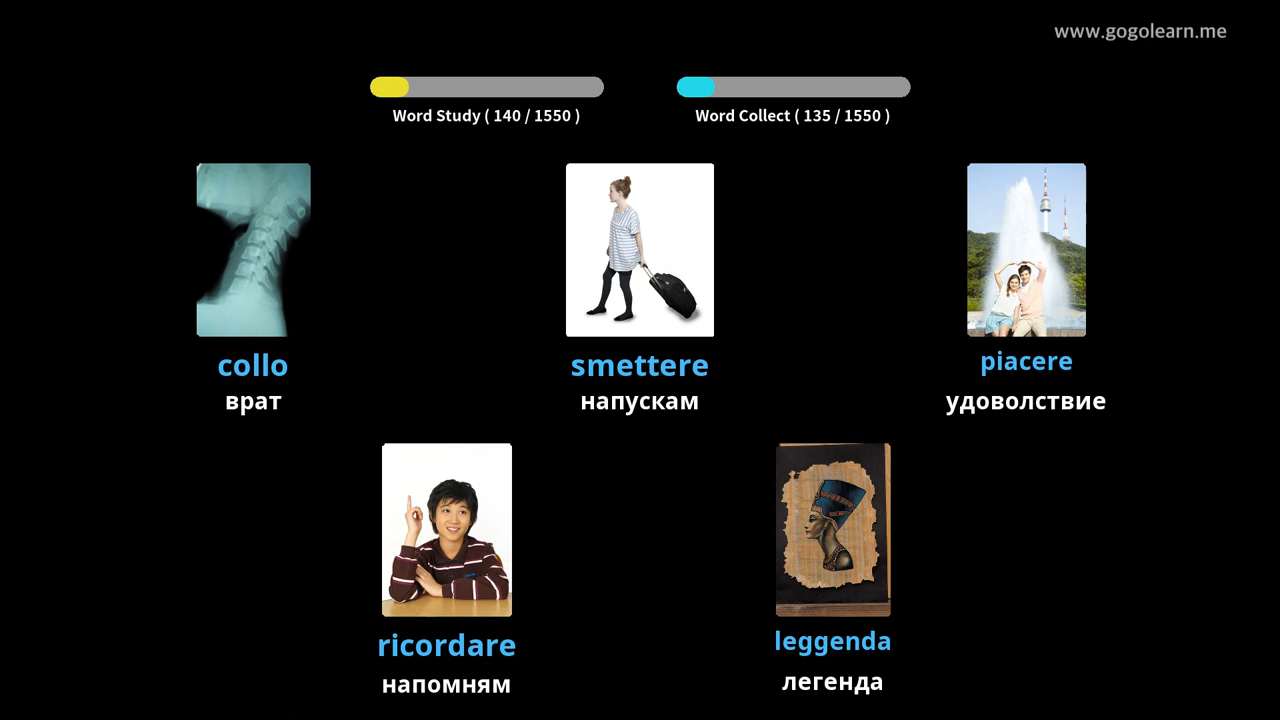 www.gogolearn.me
Word Study ( 140 / 1550 )
Word Collect ( 135 / 1550 )
collo
врат
smettere
напускам
piacere
удоволствие
ricordare
напомням
leggenda
легенда